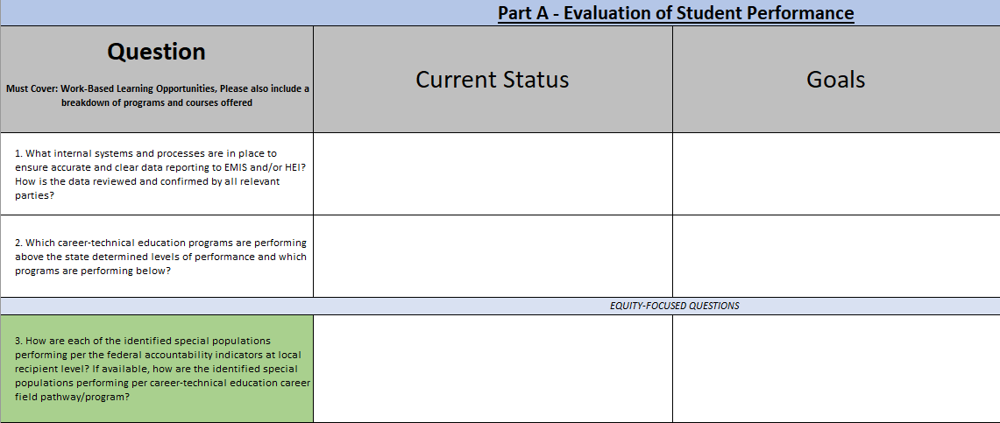 Part A - Evaluation of Student Performance
Question
Must Cover: Work-Based Learning Opportunities, Please also include a
breakdown of programs and courses offered
Current Status
Goals
1. What internal systems and processes are in place to
ensure accurate and clear data reporting to EMIS and/or HEI?
How is the data reviewed and confirmed by all relevant
parties?
2. Which career-technical education programs are performing
above the state determined levels of performance and which
programs are performing below?
EQUITY-FOCUSED QUESTIONS
3. How are each of the identified special populations
performing per the federal accountability indicators at local
recipient level? If available, how are the identified special
populations performing per career-technical education career
field pathway/program?